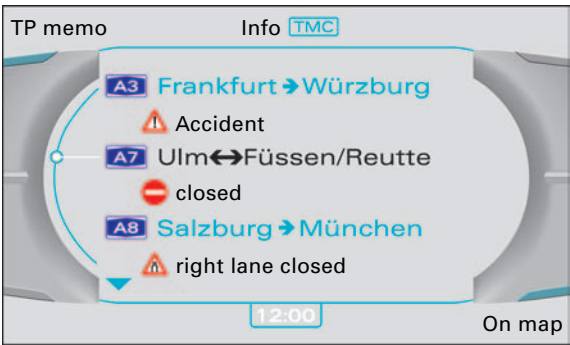 TP memo Info TMC
A3 Frankfurt → Würzburg
Accident
A7 Ulm ↔ Füssen/Reutte
closed
A8 Salzburg → München
right lane closed
12:00
On map